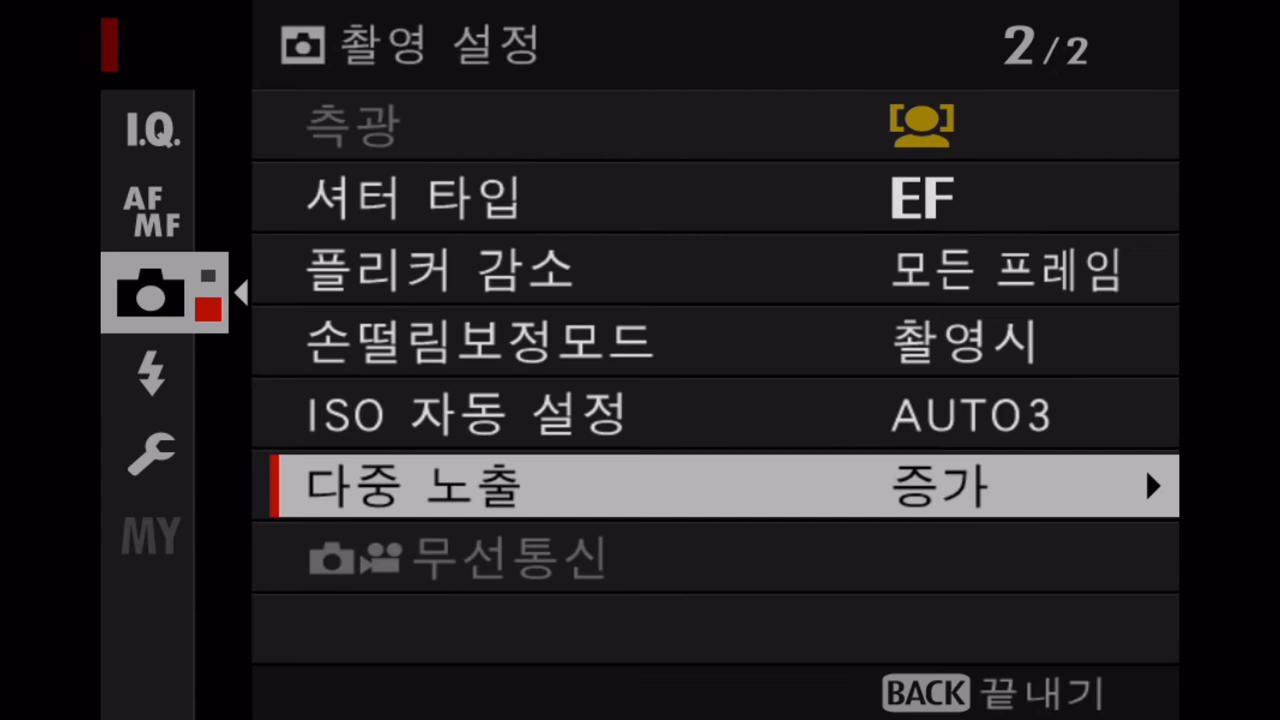 촬영 설정 2/2
I.Q.
측광
AF
MF
셔터 타입 EF
플리커 감소 모든 프레임
손떨림보정모드 촬영시
ISO 자동 설정 AUTO3
다중 노출 증가
MY
무선통신
BACK 끝내기